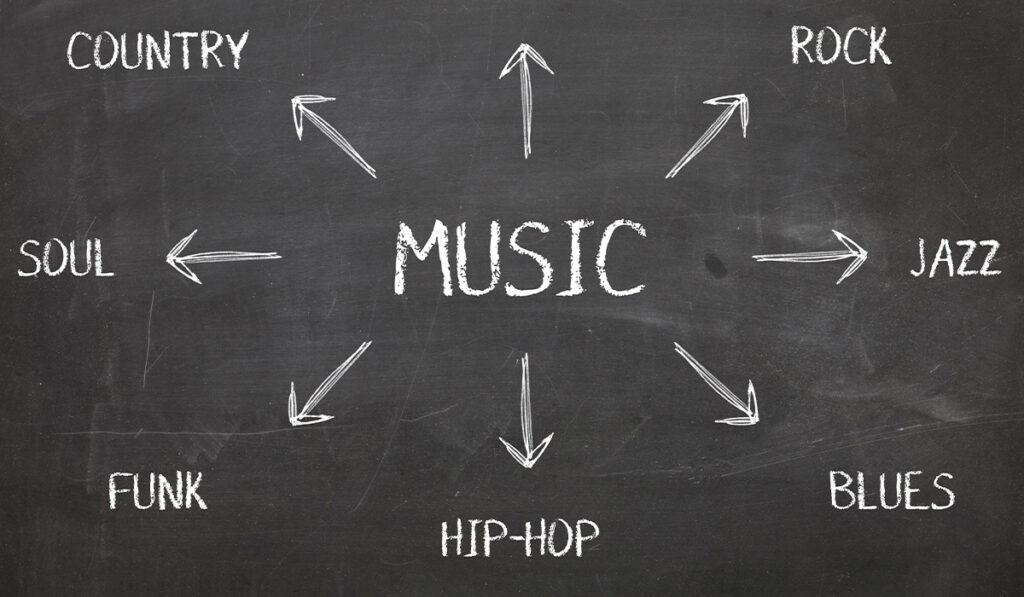 COUNTRY
ROCK
SOUL
MUSIC
JAZZ
FUNK
BLUES
HIP-HOP